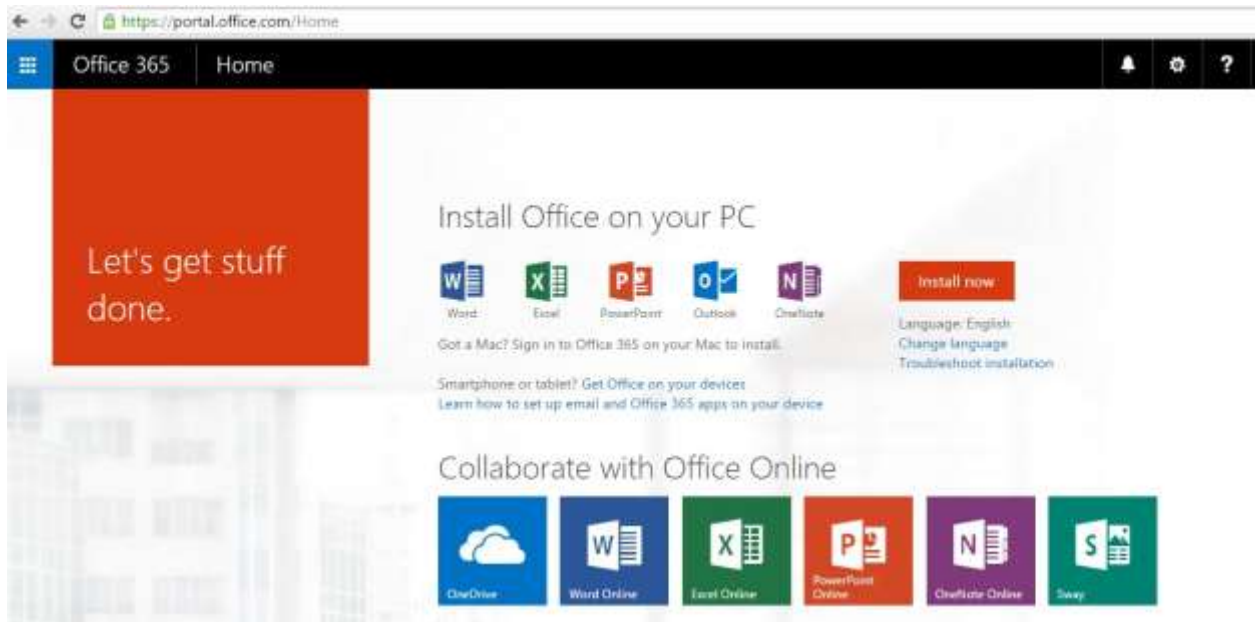 https://portal.office.com/Home
Office 365 Home ?
Let's get stuff
done.
Install Office on your PC
Word Excel PowerPoint Outlook OneNote
Install now
Got a Mac? Sign in to Office 365 on your Mac to install.
Language: English
Change language
Troubleshoot installation
Smartphone or tablet? Get Office on your devices
Learn how to set up email and Office 365 apps on your device
Collaborate with Office Online
OneDrive
Word Online
Excel Online
PowerPoint
Online
OneNote Online
Sway